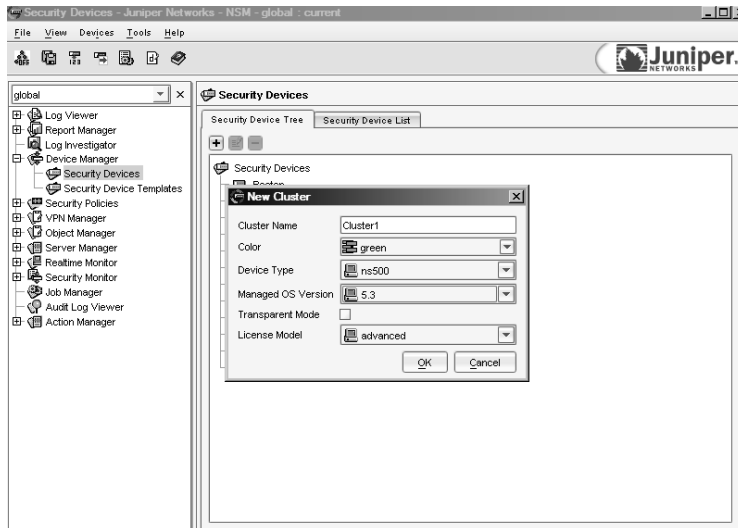 Security Devices - Juniper Networks - NSM - global : current
File View Devices Tools Help
Juniper
NETWORKS
global
Security Devices
Security Device Tree
Security Device List
Log Viewer
Report Manager
Log Investigator
Device Manager
Security Devices
Security Device Templates
Security Policies
VPN Manager
Object Manager
Server Manager
Realtime Monitor
Security Monitor
Job Manager
Audit Log Viewer
Action Manager
Security Devices
New Cluster
Cluster Name Cluster1
Color green
Device Type ns500
Managed OS Version 5.3
Transparent Mode
License Model advanced
OK Cancel